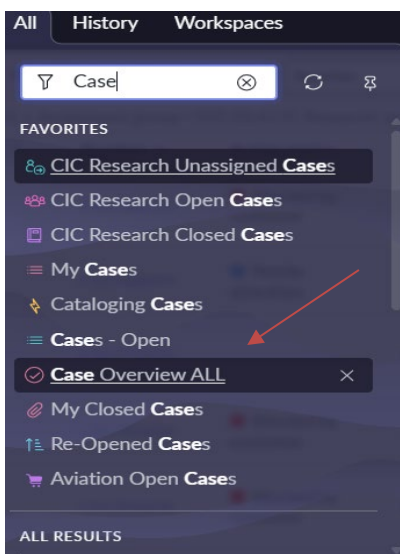 All History Workspaces
Case
FAVORITES
CIC Research Unassigned Cases
CIC Research Open Cases
CIC Research Closed Cases
My Cases
Cataloging Cases
Cases - Open
Case Overview ALL
My Closed Cases
Re-Opened Cases
Aviation Open Cases
ALL RESULTS